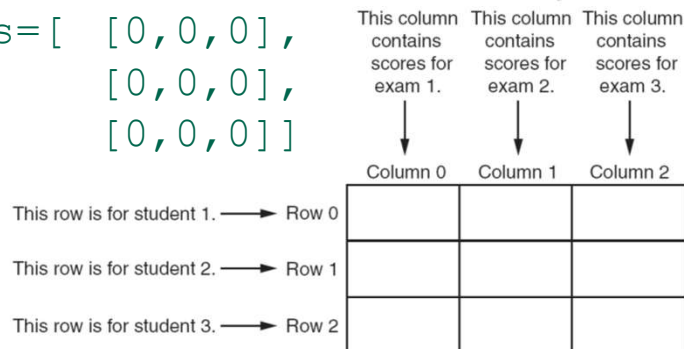 s=[ [0,0,0],
[0,0,0],
[0,0,0]]
This column contains scores for exam 1.
This column contains scores for exam 2.
This column contains scores for exam 3.
Column 0 Column 1 Column 2
This row is for student 1. Row 0
This row is for student 2. Row 1
This row is for student 3. Row 2